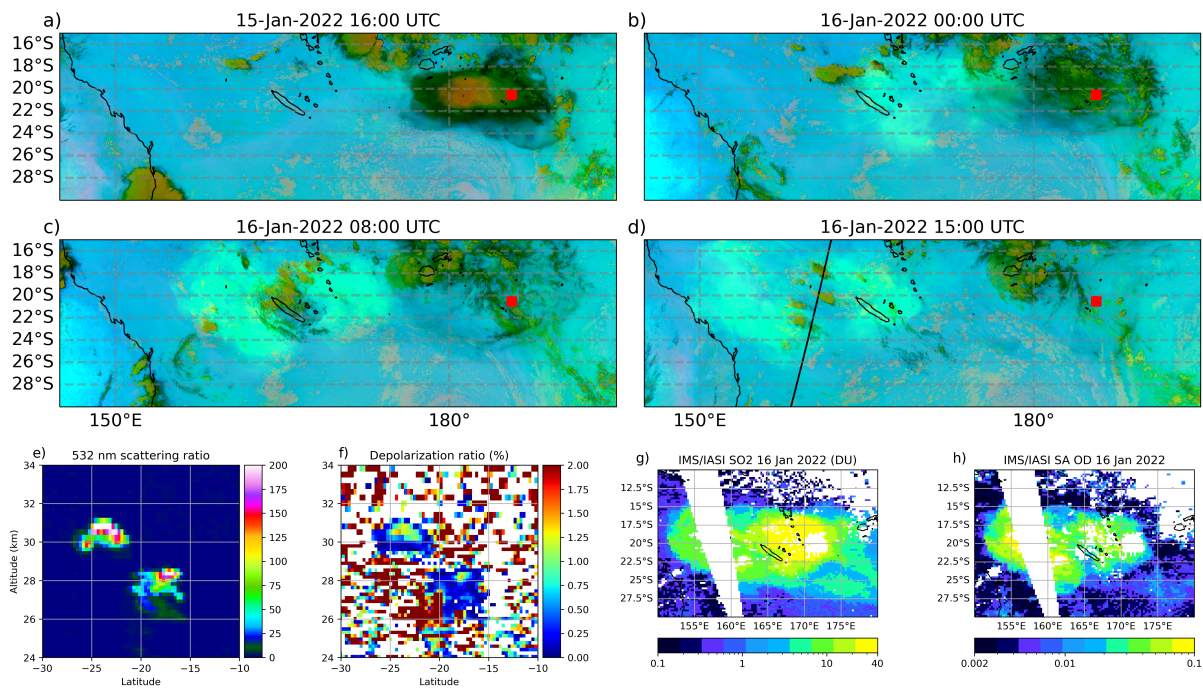 a) 15-Jan-2022 16:00 UTC
b) 16-Jan-2022 00:00 UTC
16°S
18°S
20°S
22°S
24°S
26°S
28°S
c) 16-Jan-2022 08:00 UTC
d) 16-Jan-2022 15:00 UTC
16°S
18°S
20°S
22°S
24°S
26°S
28°S
150°E 180° 150°E 180°
e) 532 nm scattering ratio
34
33
31
30
28
26
24
Altitude (km)
−30 −25 −20 −15 −10
Latitude
200
175
150
125
100
75
50
25
0
f) Depolarization ratio (%)
34
33
31
30
28
26
24
−30 −25 −20 −15 −10
Latitude
2.00
1.75
1.50
1.25
1.00
0.75
0.50
0.25
0.00
g) IMS/IASI SO2 16 Jan 2022 (DU)
12.5°S
15°S
17.5°S
20°S
22.5°S
25°S
27.5°S
155°E 160°E 165°E 170°E 175°E
0.1 1 10 40
h) IMS/IASI SA OD 16 Jan 2022
12.5°S
15°S
17.5°S
20°S
22.5°S
25°S
27.5°S
155°E 160°E 165°E 170°E 175°E
0.002 0.01 0.1